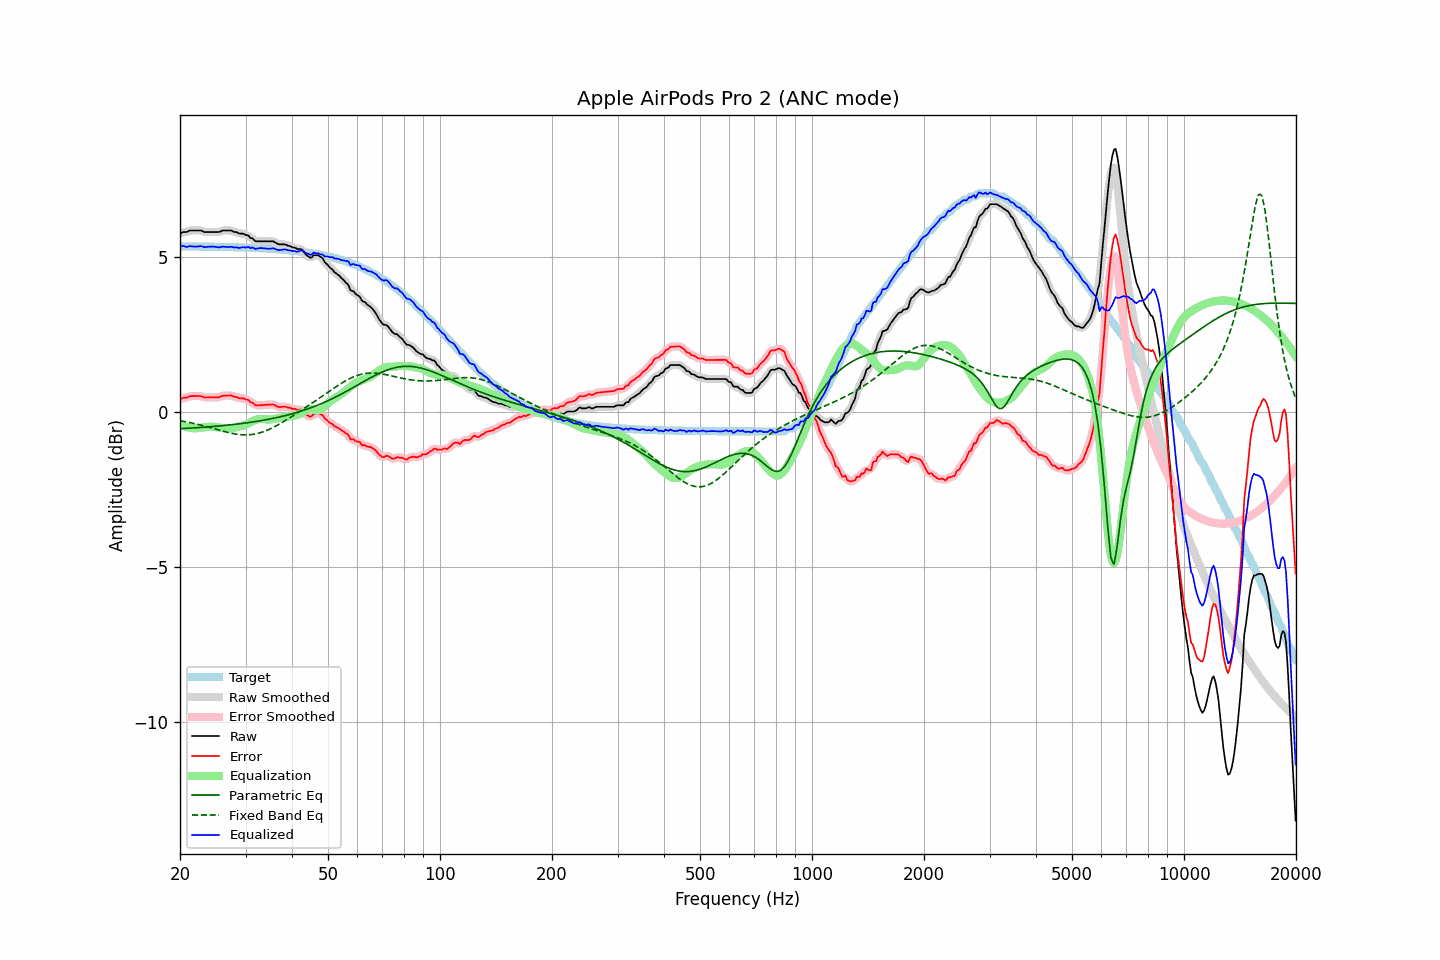 Apple AirPods Pro 2 (ANC mode)
5
0
−5
−10
Amplitude (dBr)
Target
Raw Smoothed
Error Smoothed
Raw
Error
Equalization
Parametric Eq
Fixed Band Eq
Equalized
20 50 100 200 500 1000 2000 5000 10000 20000
Frequency (Hz)